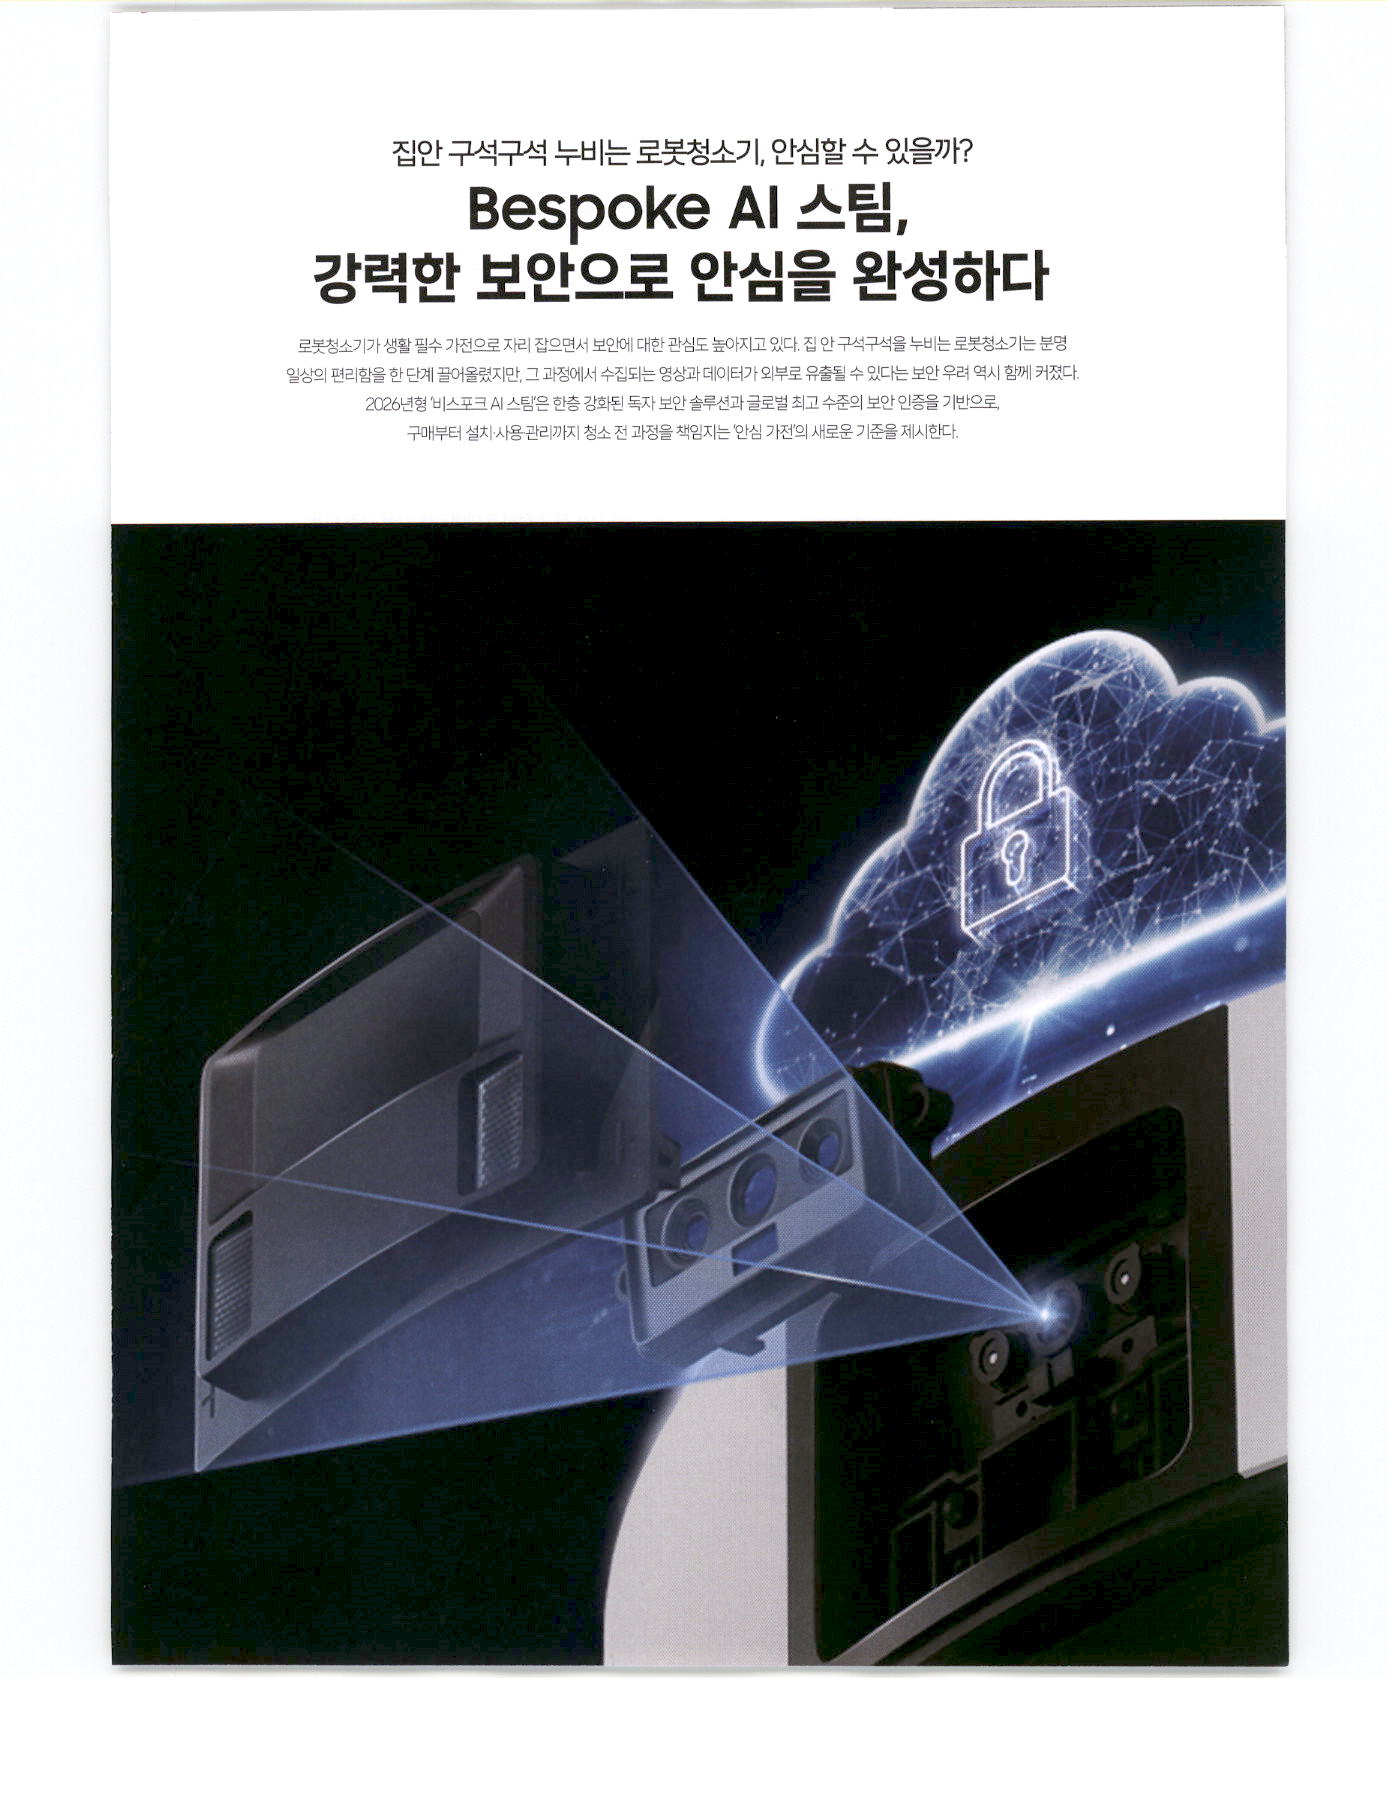 집안 구석구석 누비는 로봇청소기, 안심할 수 있을까?
Bespoke AI 스팀,
강력한 보안으로 안심을 완성하다
로봇청소기가 생활 필수 가전으로 자리 잡으면서 보안에 대한 관심도 높아지고 있다. 집 안 구석구석을 누비는 로봇청소기는 분명
일상의 편리함을 한 단계 끌어올렸지만, 그 과정에서 수집되는 영상과 데이터가 외부로 유출될 수 있다는 보안 우려 역시 함께 커졌다.
2026년형 '비스포크 AI 스팀'은 한층 강화된 독자 보안 솔루션과 글로벌 최고 수준의 보안 인증을 기반으로,
구매부터 설치·사용·관리까지 청소 전 과정을 책임지는 '안심 가전'의 새로운 기준을 제시한다.